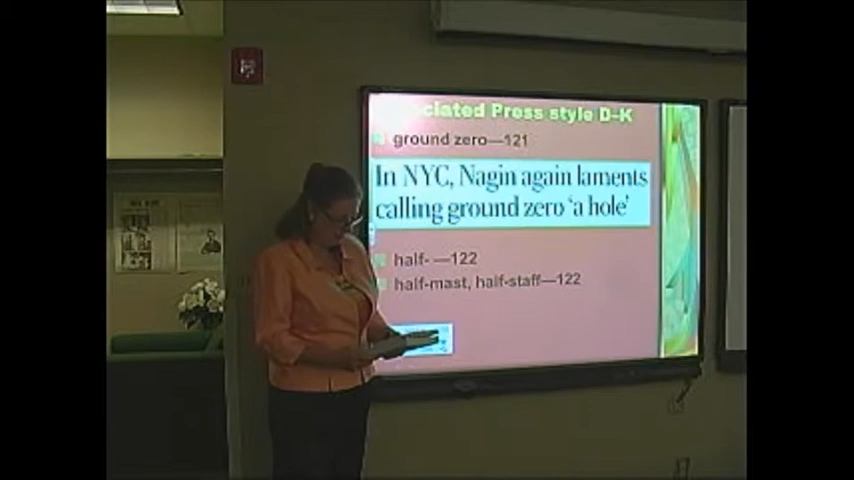 ociated Press style D–K
ground zero—121
In NYC, Nagin again laments
calling ground zero ‘a hole’
half- —122
half-mast, half-staff—122